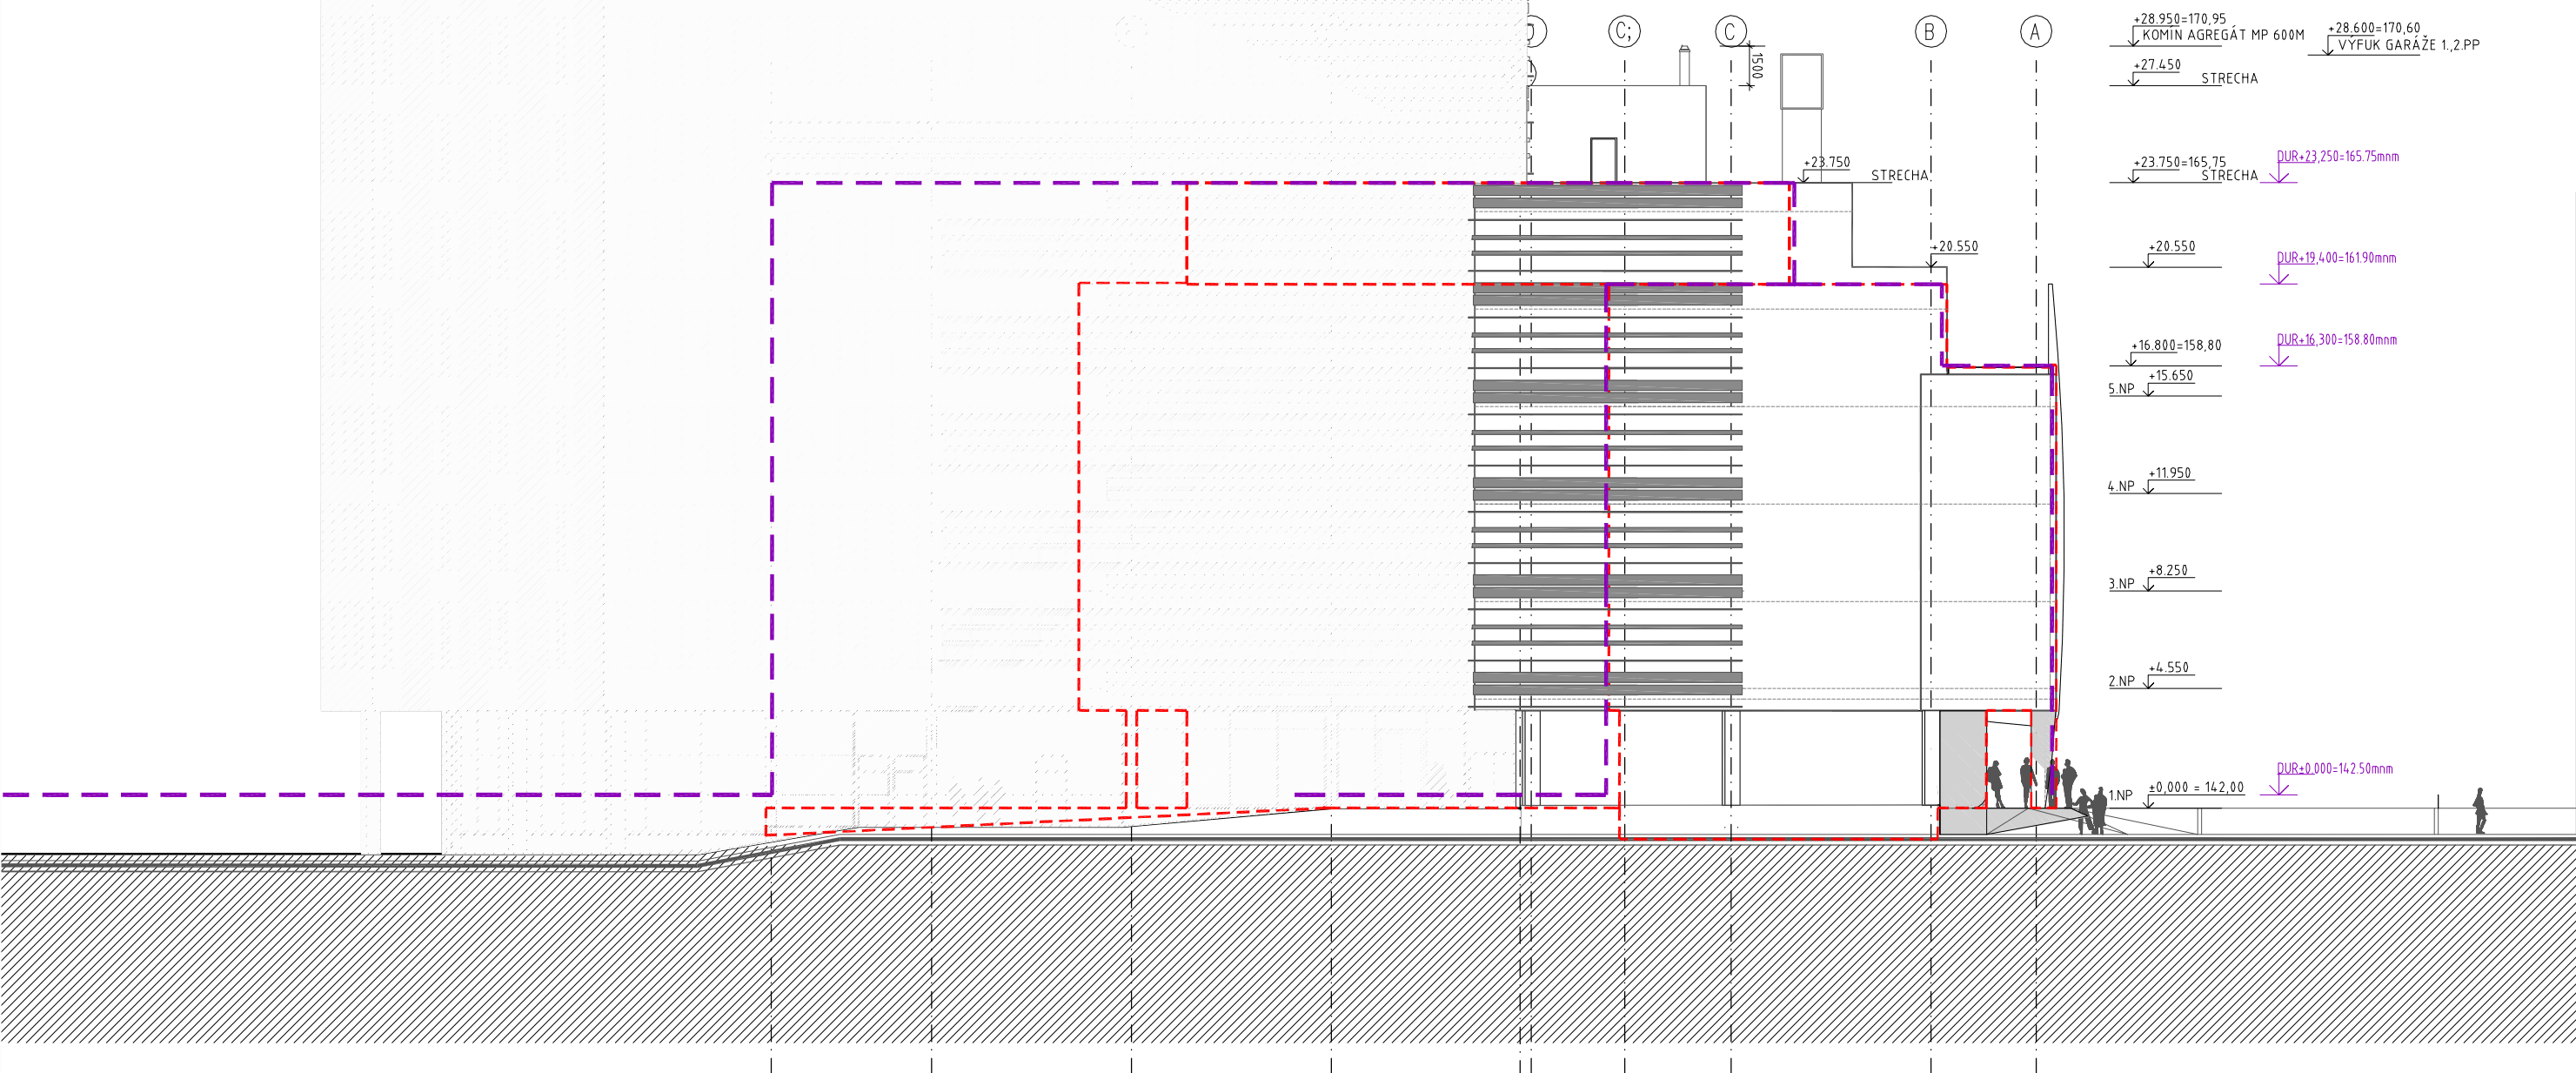 C;
C
B
A
+28.950=170,95
KOMÍN AGREGÁT MP 600M
+28.600=170,60
VÝFUK GARÁŽE 1.,2.PP
1500
+27.450
STRECHA
+23.750
STRECHA
+23.750=165,75
STRECHA
DUR+23,250=165.75mnm
+20.550
+20.550
DUR+19,400=161.90mnm
+16.800=158,80
DUR+16,300=158.80mnm
5.NP
+15.650
4.NP
+11.950
3.NP
+8.250
2.NP
+4.550
DUR+0,000=142.50mnm
1.NP
±0,000 = 142,00